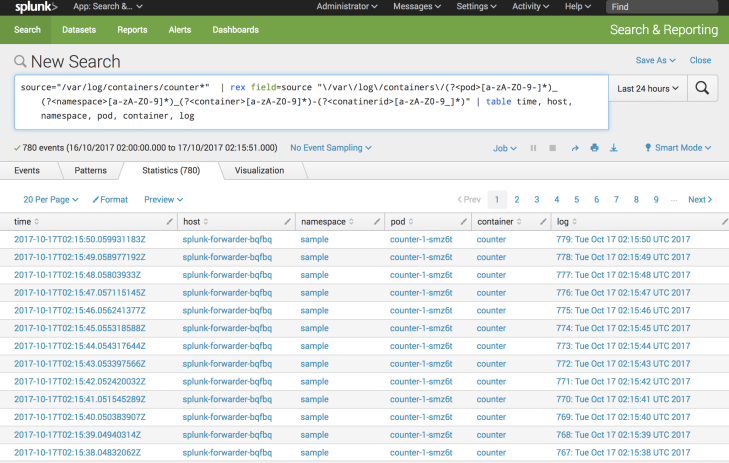 splunk> App: Search &... Administrator Messages Settings Activity Help Find
Search Datasets Reports Alerts Dashboards Search & Reporting
New Search Save As Close
source="/var/log/containers/counter*" | rex field=source "\/var\/log\/containers\/(?<pod>[a-zA-Z0-9-]*)_
(?<namespace>[a-zA-Z0-9]*)_(?<container>[a-zA-Z0-9]*)-(?<conatinerid>[a-zA-Z0-9_]*)" | table time, host,
namespace, pod, container, log
Last 24 hours
780 events (16/10/2017 02:00:00.000 to 17/10/2017 02:15:51.000) No Event Sampling Job Smart Mode
Events Patterns Statistics (780) Visualization
20 Per Page Format Preview < Prev 1 2 3 4 5 6 7 8 9 ... Next >
time host namespace pod container log
2017-10-17T02:15:50.059931183Z splunk-forwarder-bqfbq sample counter-1-smz6t counter 779: Tue Oct 17 02:15:50 UTC 2017
2017-10-17T02:15:49.058977192Z splunk-forwarder-bqfbq sample counter-1-smz6t counter 778: Tue Oct 17 02:15:49 UTC 2017
2017-10-17T02:15:48.05803933Z splunk-forwarder-bqfbq sample counter-1-smz6t counter 777: Tue Oct 17 02:15:48 UTC 2017
2017-10-17T02:15:47.057115145Z splunk-forwarder-bqfbq sample counter-1-smz6t counter 776: Tue Oct 17 02:15:47 UTC 2017
2017-10-17T02:15:46.056241377Z splunk-forwarder-bqfbq sample counter-1-smz6t counter 775: Tue Oct 17 02:15:46 UTC 2017
2017-10-17T02:15:45.055318588Z splunk-forwarder-bqfbq sample counter-1-smz6t counter 774: Tue Oct 17 02:15:45 UTC 2017
2017-10-17T02:15:44.054317644Z splunk-forwarder-bqfbq sample counter-1-smz6t counter 773: Tue Oct 17 02:15:44 UTC 2017
2017-10-17T02:15:43.053397566Z splunk-forwarder-bqfbq sample counter-1-smz6t counter 772: Tue Oct 17 02:15:43 UTC 2017
2017-10-17T02:15:42.052420032Z splunk-forwarder-bqfbq sample counter-1-smz6t counter 771: Tue Oct 17 02:15:42 UTC 2017
2017-10-17T02:15:41.051545289Z splunk-forwarder-bqfbq sample counter-1-smz6t counter 770: Tue Oct 17 02:15:41 UTC 2017
2017-10-17T02:15:40.050383907Z splunk-forwarder-bqfbq sample counter-1-smz6t counter 769: Tue Oct 17 02:15:40 UTC 2017
2017-10-17T02:15:39.04940314Z splunk-forwarder-bqfbq sample counter-1-smz6t counter 768: Tue Oct 17 02:15:39 UTC 2017
2017-10-17T02:15:38.04832062Z splunk-forwarder-bqfbq sample counter-1-smz6t counter 767: Tue Oct 17 02:15:38 UTC 2017